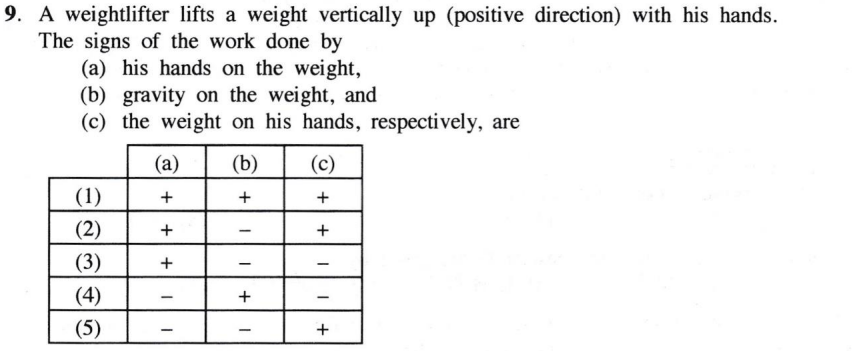 9. A weightlifter lifts a weight vertically up (positive direction) with his hands.
The signs of the work done by
(a) his hands on the weight,
(b) gravity on the weight, and
(c) the weight on his hands, respectively, are
(a) (b) (c)
(1) + + +
(2) + − +
(3) + − −
(4) − + −
(5) − − +